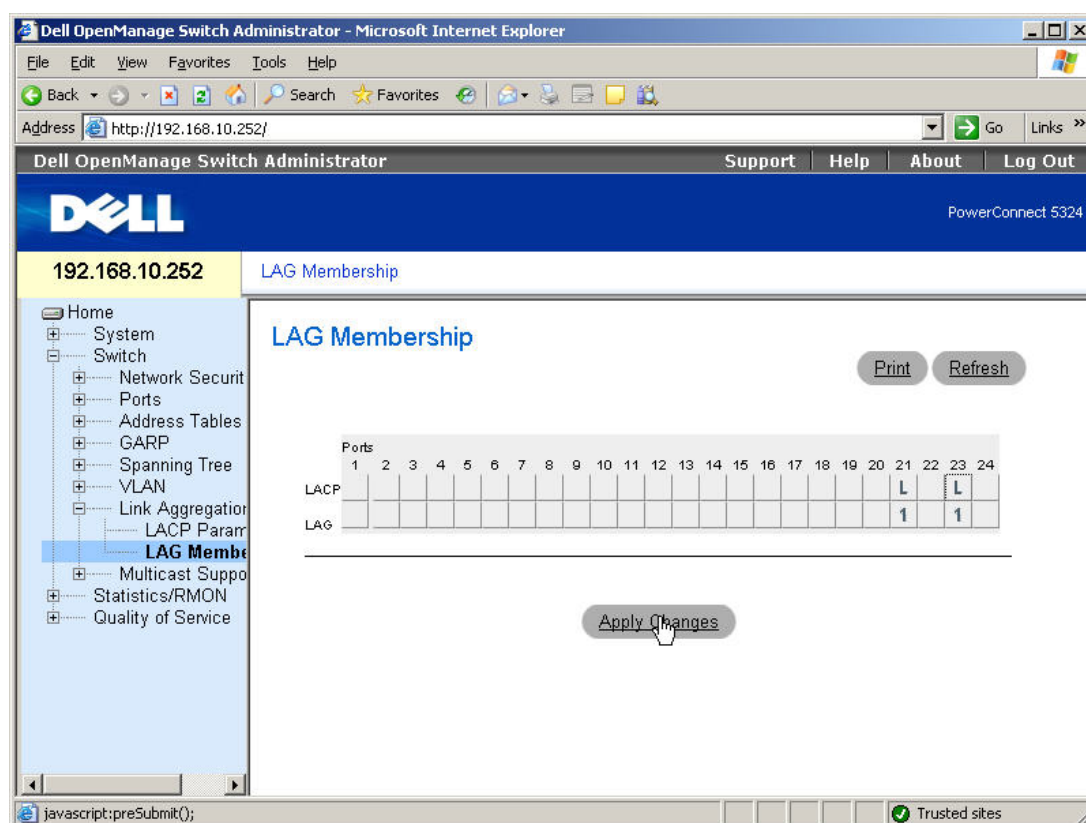 Dell OpenManage Switch Administrator - Microsoft Internet Explorer
File Edit View Favorites Tools Help
Back Search Favorites
Address http://192.168.10.252/ Go Links »
Dell OpenManage Switch Administrator Support Help About Log Out
DELL
PowerConnect 5324
192.168.10.252 LAG Membership
Home
System
Switch
Network Securit
Ports
Address Tables
GARP
Spanning Tree
VLAN
Link Aggregation
LACP Param
LAG Membe
Multicast Suppo
Statistics/RMON
Quality of Service
LAG Membership
Print Refresh
Ports
1 2 3 4 5 6 7 8 9 10 11 12 13 14 15 16 17 18 19 20 21 22 23 24
LACP L L
LAG 1 1
Apply Changes
javascript:preSubmit(); Trusted sites